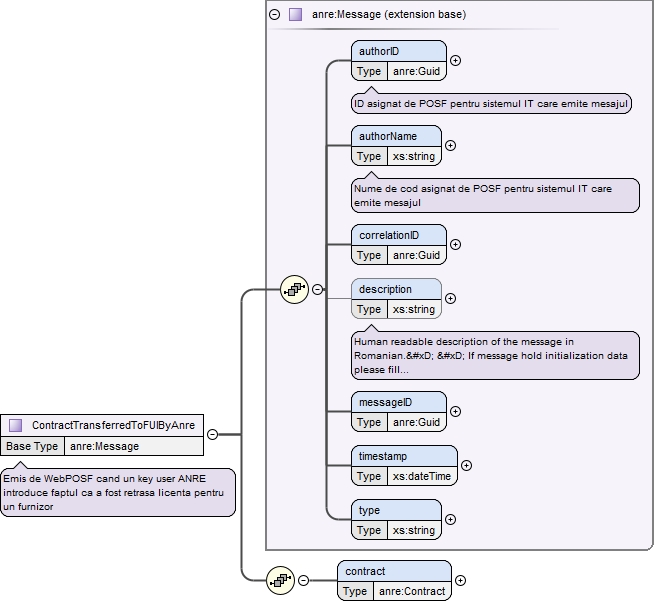 anre:Message (extension base)
authorID
Type anre:Guid
ID asignat de POSF pentru sistemul IT care emite mesajul
authorName
Type xs:string
Nume de cod asignat de POSF pentru sistemul IT care
emite mesajul
correlationID
Type anre:Guid
description
Type xs:string
Human readable description of the message in
Romanian.&#xD; &#xD; If message hold initialization data
please fill...
messageID
Type anre:Guid
timestamp
Type xs:dateTime
type
Type xs:string
ContractTransferredToFUIByAnre
Base Type anre:Message
Emis de WebPOSF cand un key user ANRE
introduce faptul ca a fost retrasa licenta pentru
un furnizor
contract
Type anre:Contract